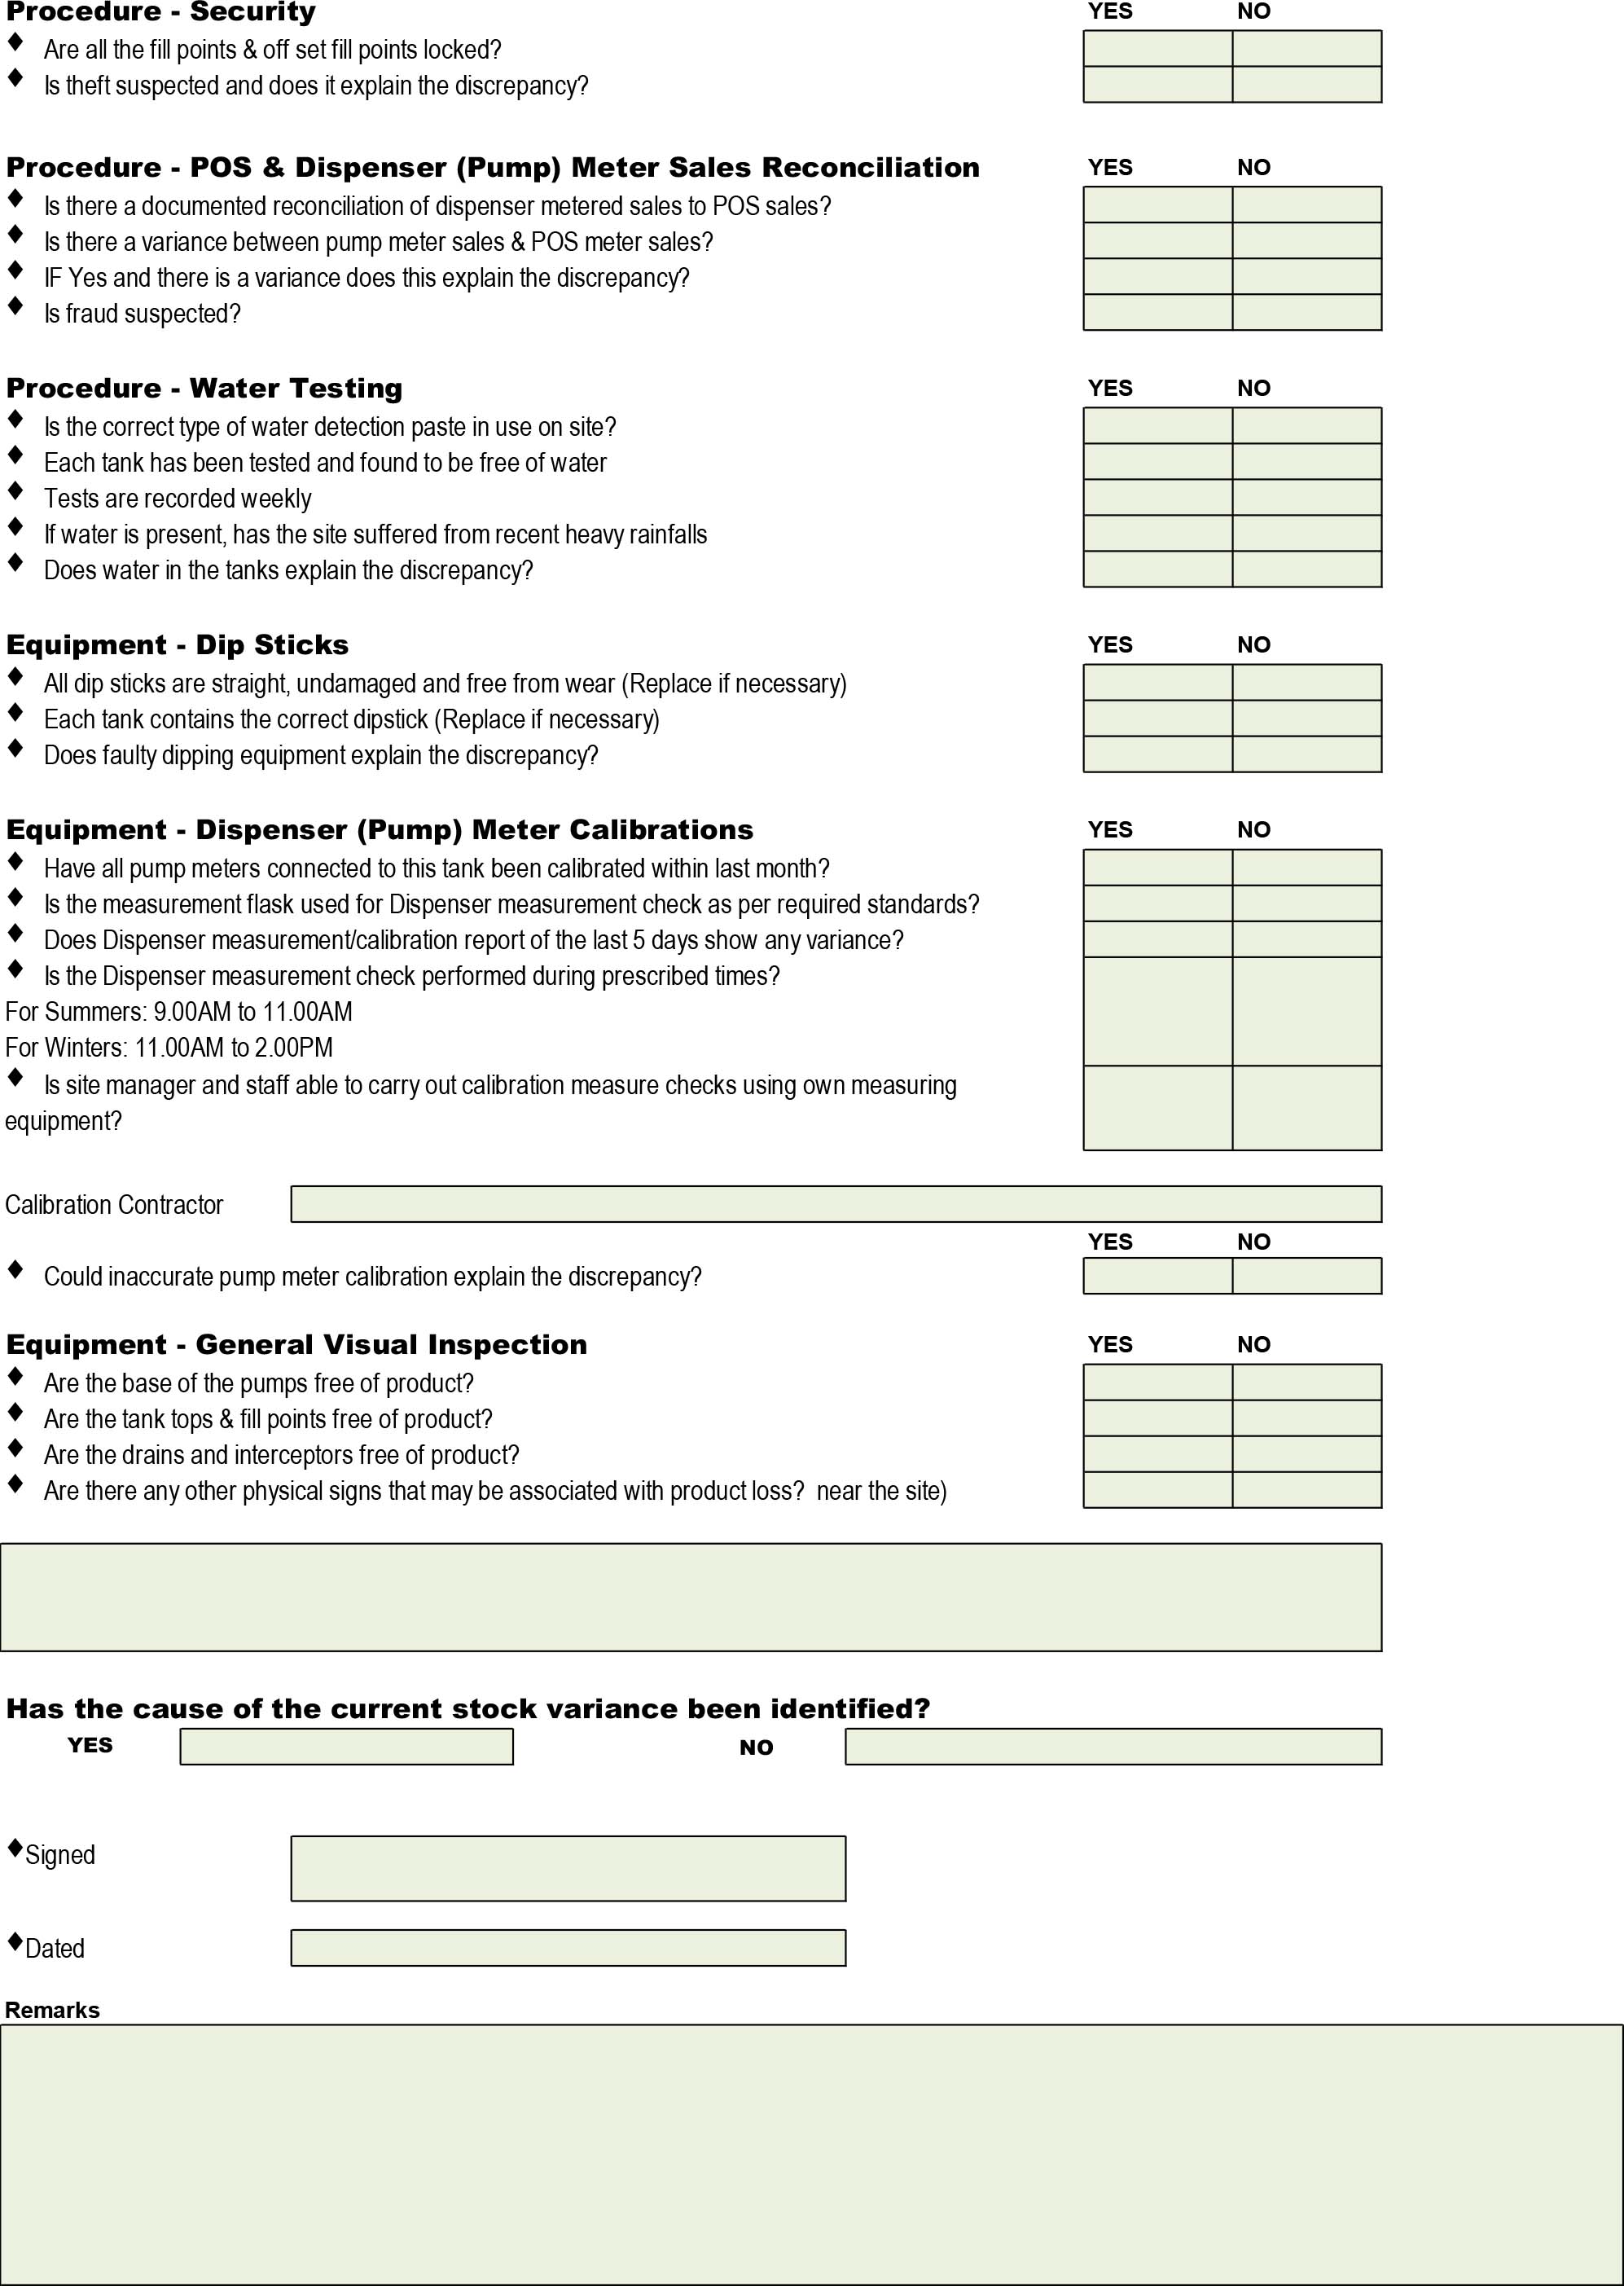 Procedure - Security YES NO
♦ Are all the fill points & off set fill points locked?
♦ Is theft suspected and does it explain the discrepancy?
Procedure - POS & Dispenser (Pump) Meter Sales Reconciliation YES NO
♦ Is there a documented reconciliation of dispenser metered sales to POS sales?
♦ Is there a variance between pump meter sales & POS meter sales?
♦ IF Yes and there is a variance does this explain the discrepancy?
♦ Is fraud suspected?
Procedure - Water Testing YES NO
♦ Is the correct type of water detection paste in use on site?
♦ Each tank has been tested and found to be free of water
♦ Tests are recorded weekly
♦ If water is present, has the site suffered from recent heavy rainfalls
♦ Does water in the tanks explain the discrepancy?
Equipment - Dip Sticks YES NO
♦ All dip sticks are straight, undamaged and free from wear (Replace if necessary)
♦ Each tank contains the correct dipstick (Replace if necessary)
♦ Does faulty dipping equipment explain the discrepancy?
Equipment - Dispenser (Pump) Meter Calibrations YES NO
♦ Have all pump meters connected to this tank been calibrated within last month?
♦ Is the measurement flask used for Dispenser measurement check as per required standards?
♦ Does Dispenser measurement/calibration report of the last 5 days show any variance?
♦ Is the Dispenser measurement check performed during prescribed times?
For Summers: 9.00AM to 11.00AM
For Winters: 11.00AM to 2.00PM
♦ Is site manager and staff able to carry out calibration measure checks using own measuring
equipment?
Calibration Contractor
YES NO
♦ Could inaccurate pump meter calibration explain the discrepancy?
Equipment - General Visual Inspection YES NO
♦ Are the base of the pumps free of product?
♦ Are the tank tops & fill points free of product?
♦ Are the drains and interceptors free of product?
♦ Are there any other physical signs that may be associated with product loss?  near the site)
Has the cause of the current stock variance been identified?
YES NO
♦Signed
♦Dated
Remarks